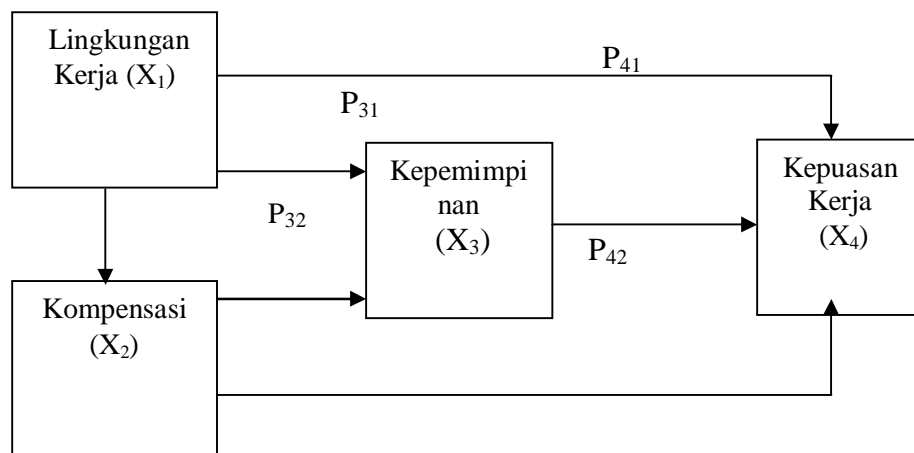 Lingkungan
Kerja (X₁)
P₄₁
P₃₁
Kepemimpi
nan
(X₃)
Kepuasan
Kerja
(X₄)
P₃₂
P₄₂
Kompensasi
(X₂)